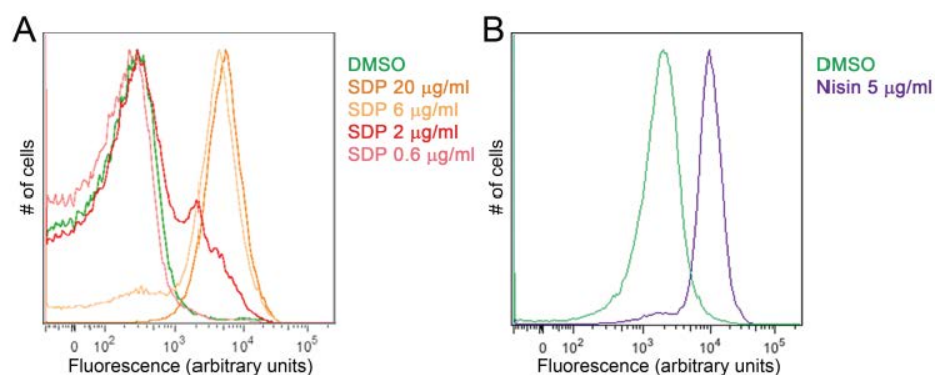 A
# of cells
DMSO
SDP 20 μg/ml
SDP 6 μg/ml
SDP 2 μg/ml
SDP 0.6 μg/ml
0 10² 10³ 10⁴ 10⁵
Fluorescence (arbitrary units)
B
# of cells
DMSO
Nisin 5 μg/ml
0 10² 10³ 10⁴ 10⁵
Fluorescence (arbitrary units)